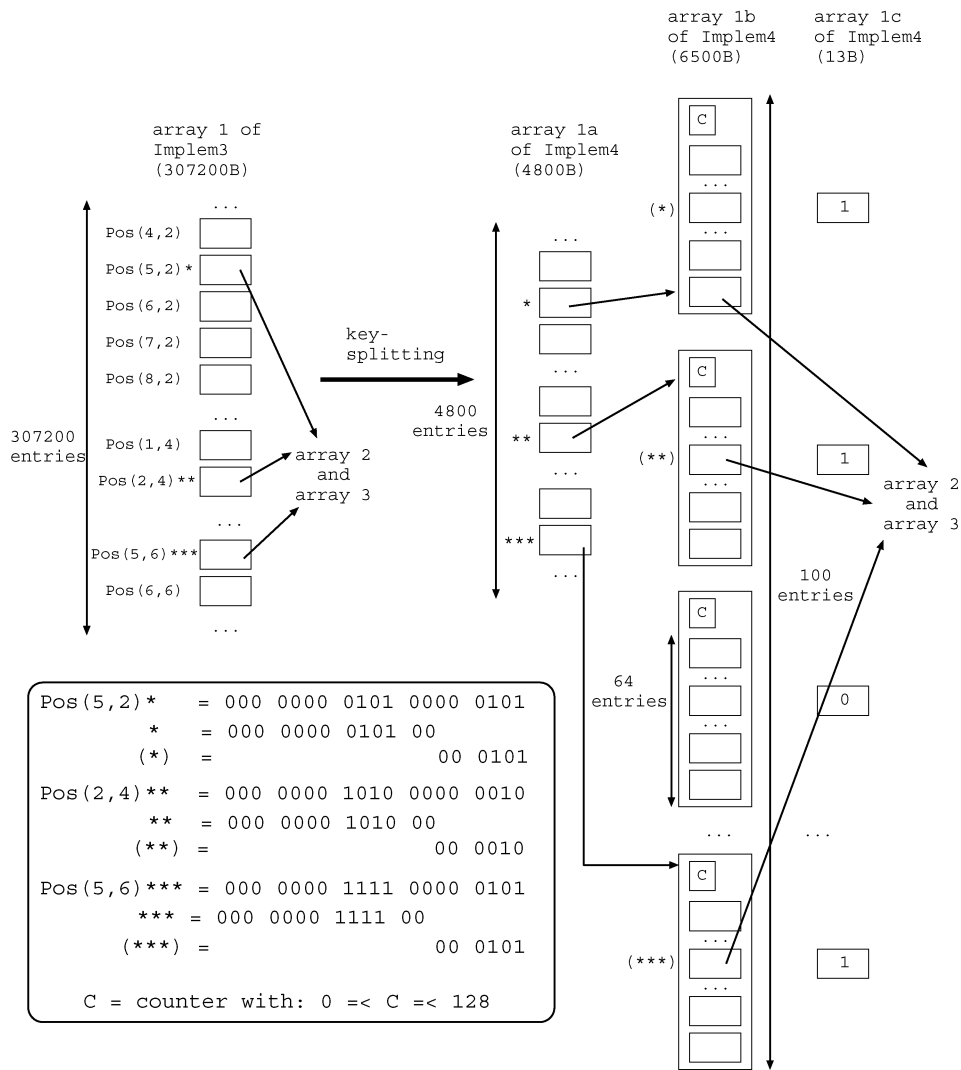 array 1b
of Implem4
(6500B)
array 1c
of Implem4
(13B)
array 1 of
Implem3
(307200B)
array 1a
of Implem4
(4800B)
...
Pos(4,2)
Pos(5,2)*
Pos(6,2)
Pos(7,2)
Pos(8,2)
...
Pos(1,4)
Pos(2,4)**
...
Pos(5,6)***
Pos(6,6)
...
307200
entries
array 2
and
array 3
key-
splitting
4800
entries
...
*
...
**
...
***
...
C
...
(*)
...
1
C
...
(**)
...
1
array 2
and
array 3
100
entries
C
...
...
64
entries
0
...
...
C
...
(***)
...
1
Pos(5,2)* = 000 0000 0101 0000 0101
* = 000 0000 0101 00
(*) = 00 0101
Pos(2,4)** = 000 0000 1010 0000 0010
** = 000 0000 1010 00
(**) = 00 0010
Pos(5,6)*** = 000 0000 1111 0000 0101
*** = 000 0000 1111 00
(***) = 00 0101
C = counter with: 0 =< C =< 128